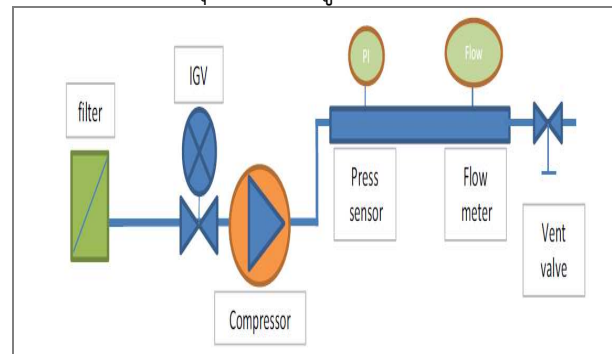 filter
IGV
PI
Flow
Press
sensor
Flow
meter
Vent
valve
Compressor